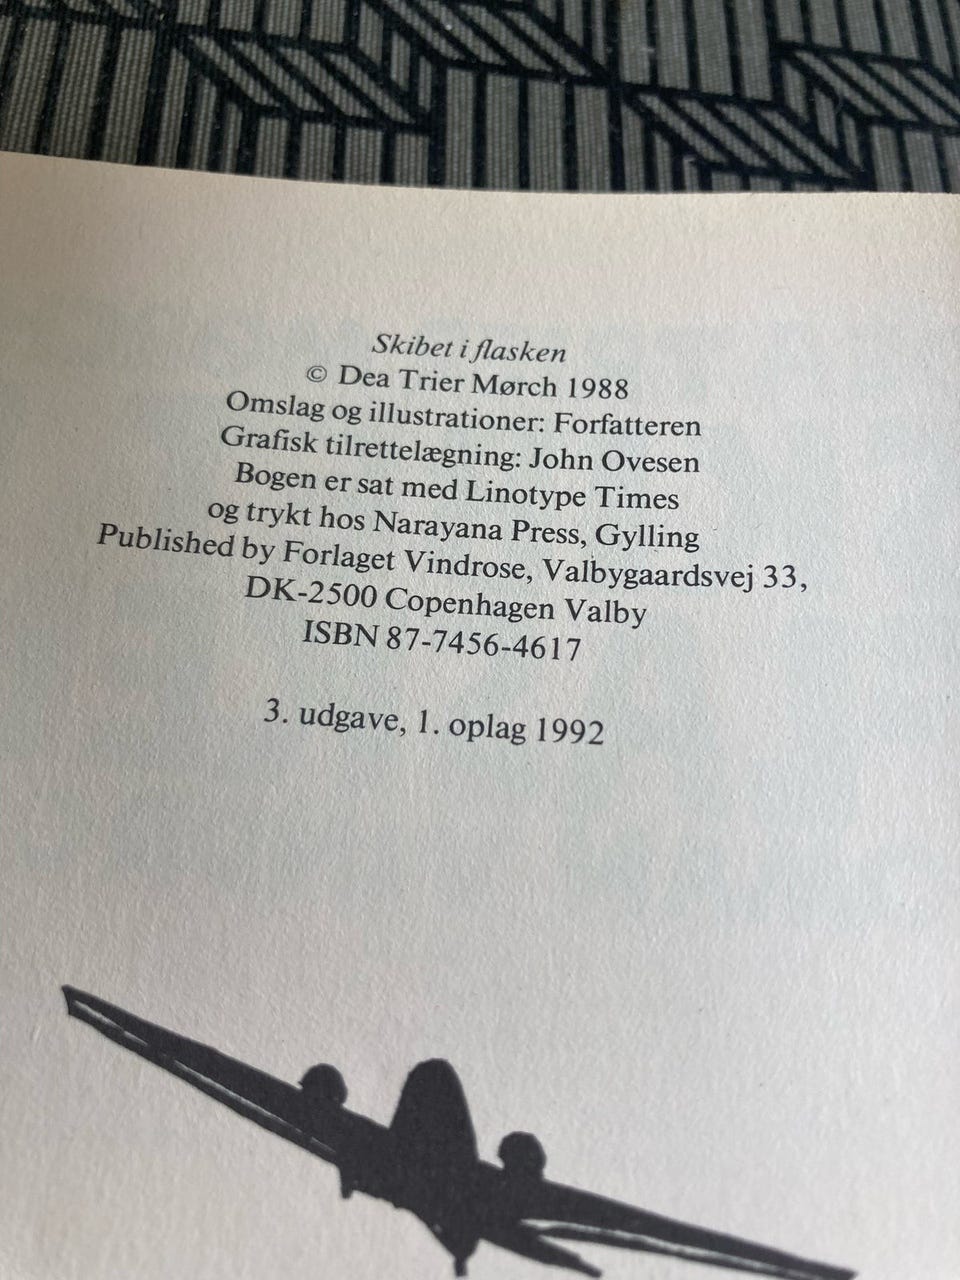 Skibet i flasken
© Dea Trier Mørch 1988
Omslag og illustrationer: Forfatteren
Grafisk tilrettelægning: John Ovesen
Bogen er sat med Linotype Times
og trykt hos Narayana Press, Gylling
Published by Forlaget Vindrose, Valbygaardsvej 33,
DK-2500 Copenhagen Valby
ISBN 87-7456-4617
3. udgave, 1. oplag 1992